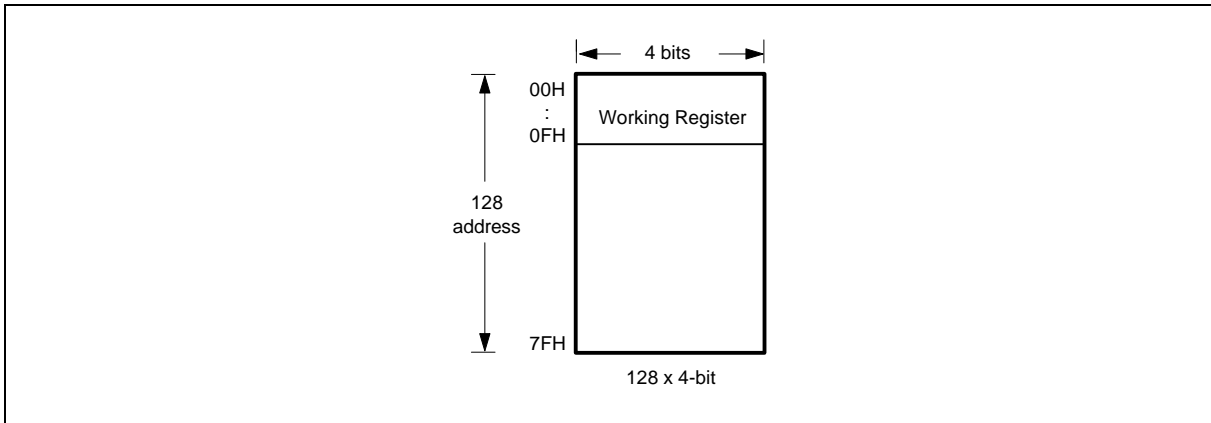 4 bits
00H
:
0FH
Working Register
128
address
7FH
128 x 4-bit